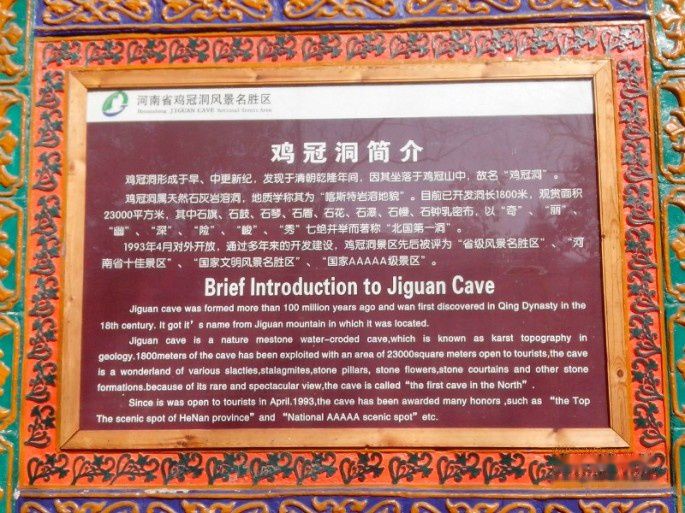 河南省鸡冠洞风景名胜区
JIGUAN CAVE National Scenic Area
鸡冠洞简介
鸡冠洞形成于早、中更新纪，发现于清朝乾隆年间，因其坐落于鸡冠山中，故名“鸡冠洞”。
鸡冠洞属天然石灰岩溶洞，地质学称其为“喀斯特岩溶地貌”。目前已开发洞长1800米，观赏面积
23000平方米，其中石旗、石鼓、石琴、石盾、石花、石瀑、石幔、石钟乳密布，以“奇”、“丽”、
“幽”、“深”、“险”、“峻”、“秀”七绝并举而著称“北国第一洞”。
1993年4月对外开放，通过多年来的开发建设，鸡冠洞景区先后被评为“省级风景名胜区”、“河
南省十佳景区”、“国家文明风景名胜区”、“国家AAAAA级景区”。
Brief Introduction to Jiguan Cave
Jiguan cave was formed more than 100 million years ago and wan first discovered in Qing Dynasty in the
18th century. It got it's name from Jiguan mountain in which it was located.
Jiguan cave is a nature mestone water-croded cave,which is known as karst topography in
geology.1800meters of the cave has been exploited with an area of 23000square meters open to tourists,the cave
is a wonderland of various slacties,stalagmites,stone pillars, stone flowers,stone courtains and other stone
formations.because of its rare and spectacular view,the cave is called “the first cave in the North”.
Since is was open to tourists in April.1993,the cave has been awarded many honors ,such as “the Top
The scenic spot of HeNan province” and “National AAAAA scenic spot” etc.